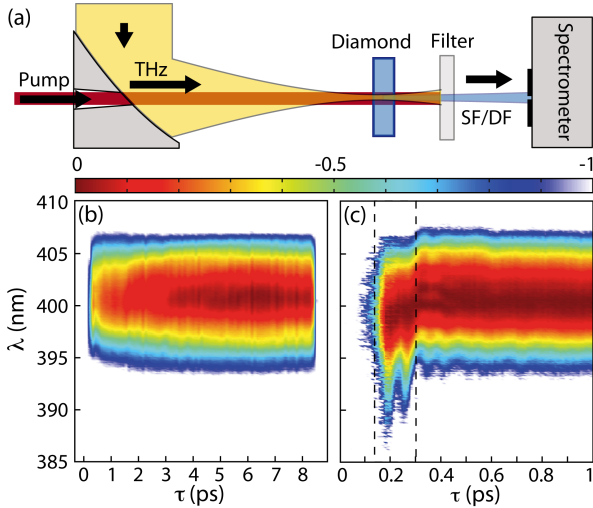 (a)
Diamond Filter
THz
Pump
SF/DF
Spectrometer
0 -0.5 -1
410 (b) (c)
405
400
395
390
385
λ (nm)
0 1 2 3 4 5 6 7 8 0 0.2 0.4 0.6 0.8 1
τ (ps) τ (ps)